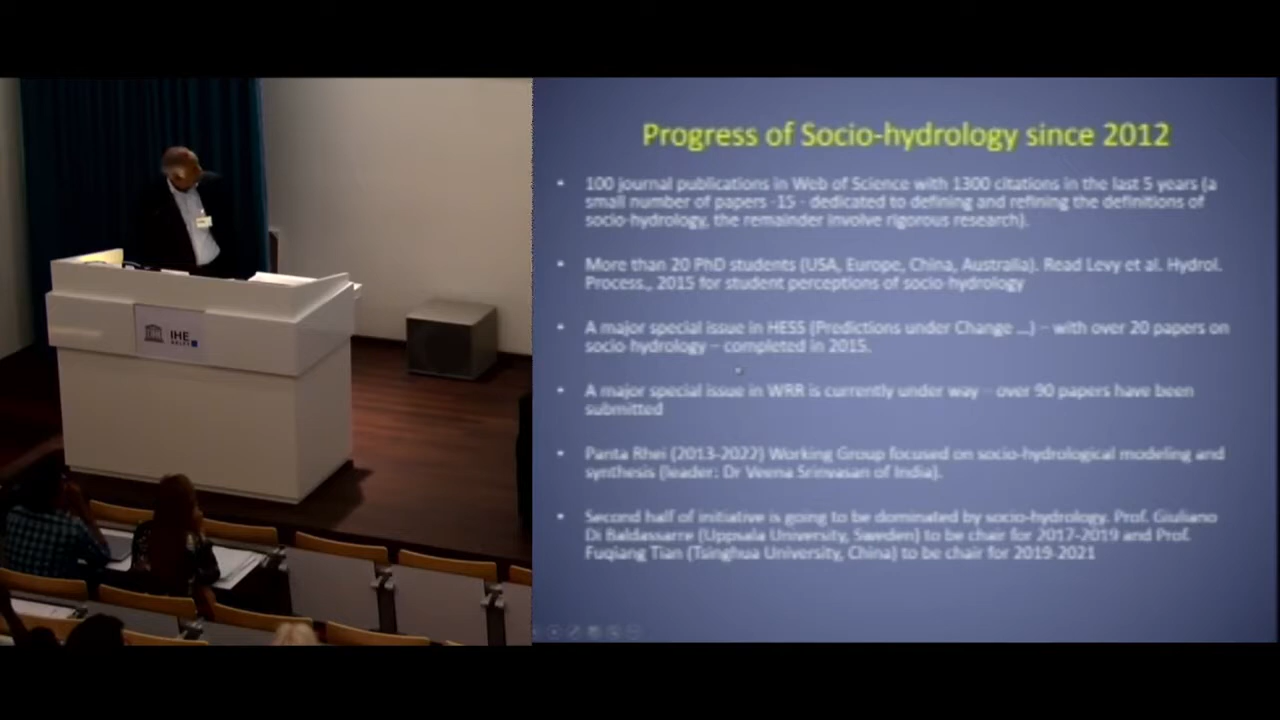 Progress of Socio-hydrology since 2012
• 100 journal publications in Web of Science with 1300 citations in the last 5 years (a
small number of papers -15 - dedicated to defining and refining the definitions of
socio-hydrology, the remainder involve rigorous research).
• More than 20 PhD students (USA, Europe, China, Australia). Read Levy et al. Hydrol.
Process., 2015 for student perceptions of socio-hydrology
• A major special issue in HESS (Predictions under Change ...) – with over 20 papers on
socio-hydrology – completed in 2015.
• A major special issue in WRR is currently under way – over 90 papers have been
submitted
• Panta Rhei (2013-2022) Working Group focused on socio-hydrological modeling and
synthesis (leader: Dr Veena Srinivasan of India).
• Second half of initiative is going to be dominated by socio-hydrology. Prof. Giuliano
Di Baldassarre (Uppsala University, Sweden) to be chair for 2017-2019 and Prof.
Fuqiang Tian (Tsinghua University, China) to be chair for 2019-2021
IHE
DELFT